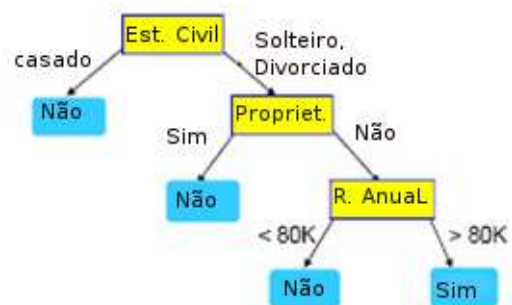 Est. Civil
casado
Solteiro,
Divorciado
Não
Propriet.
Sim
Não
Não
R. AnuaL
< 80K
> 80K
Não
Sim